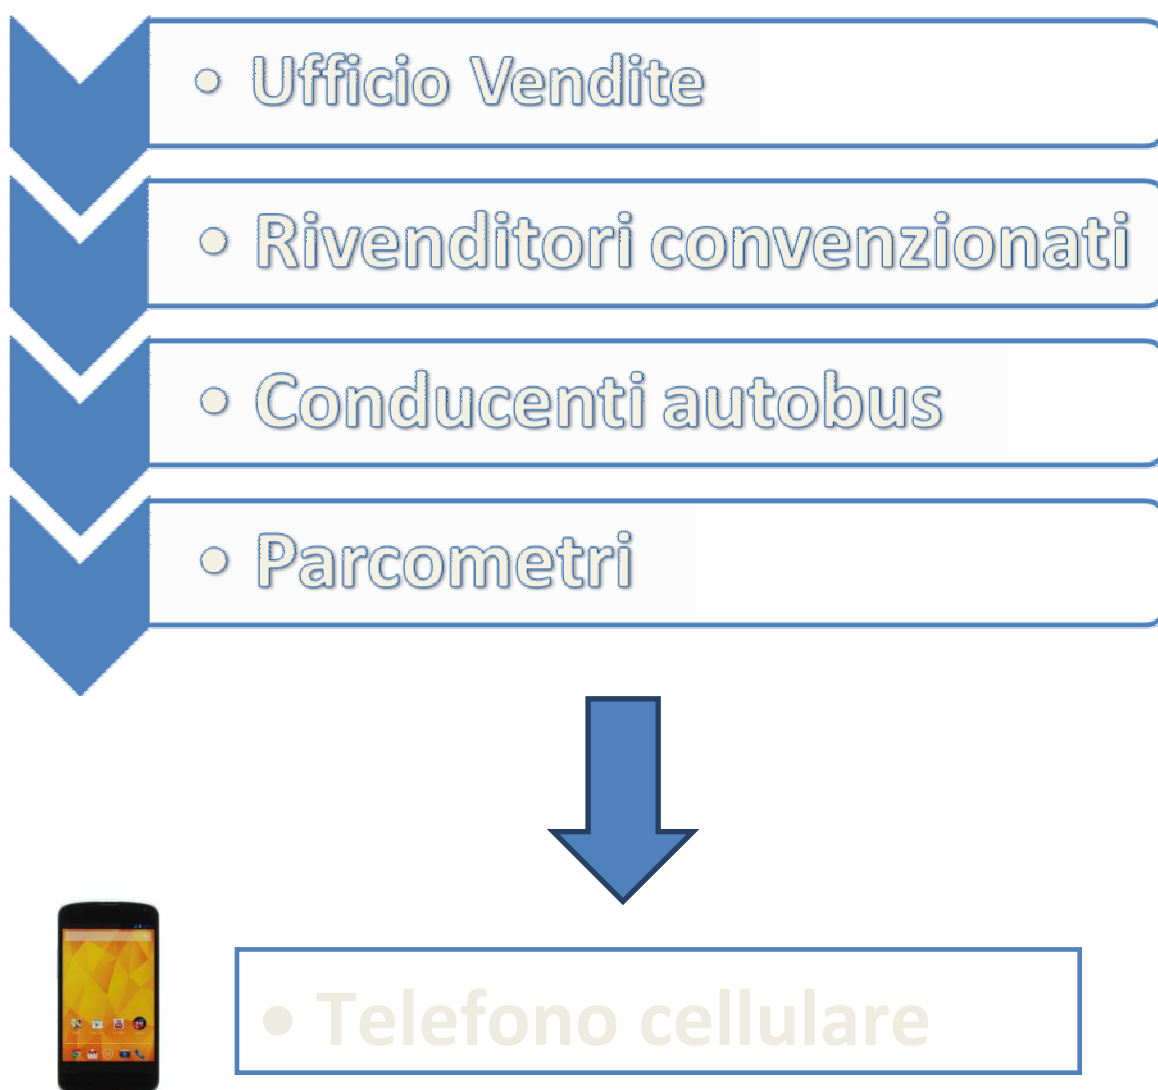 • Ufficio Vendite
• Rivenditori convenzionati
• Conducenti autobus
• Parcometri
• Telefono cellulare